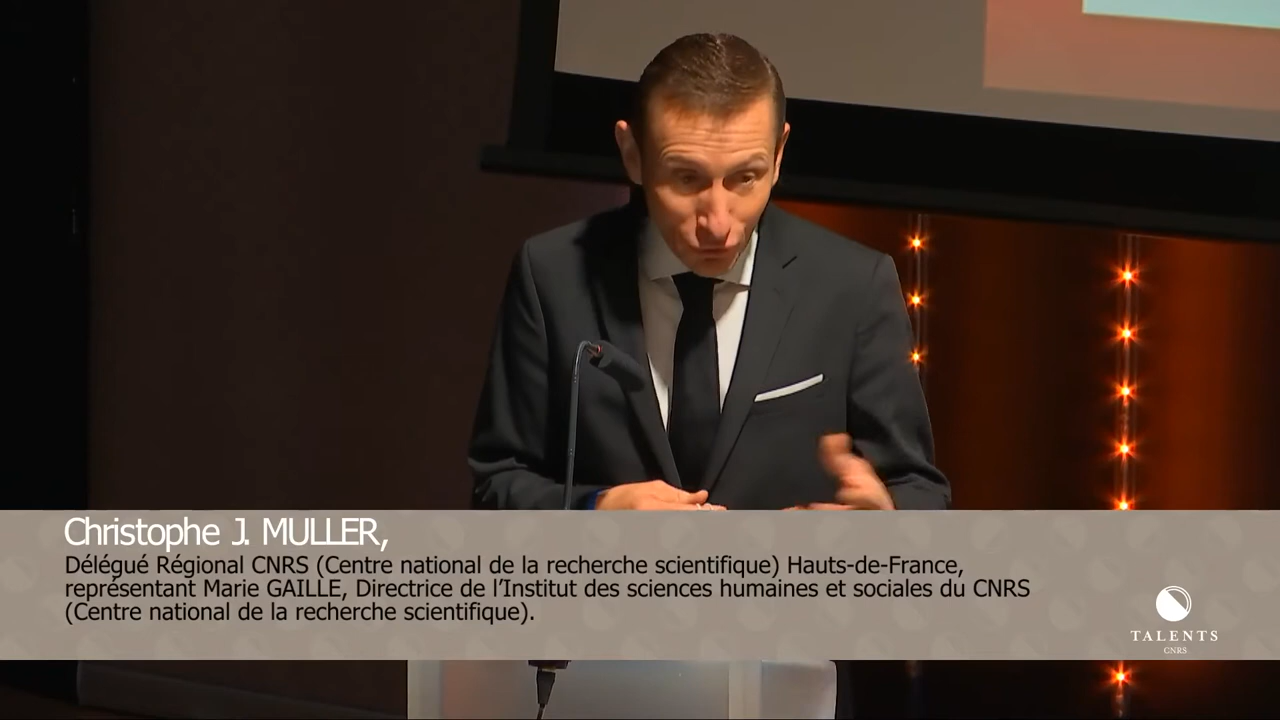 Christophe J. MULLER,
Délégué Régional CNRS (Centre national de la recherche scientifique) Hauts-de-France,
représentant Marie GAILLE, Directrice de l'Institut des sciences humaines et sociales du CNRS
(Centre national de la recherche scientifique).
TALENTS
CNRS